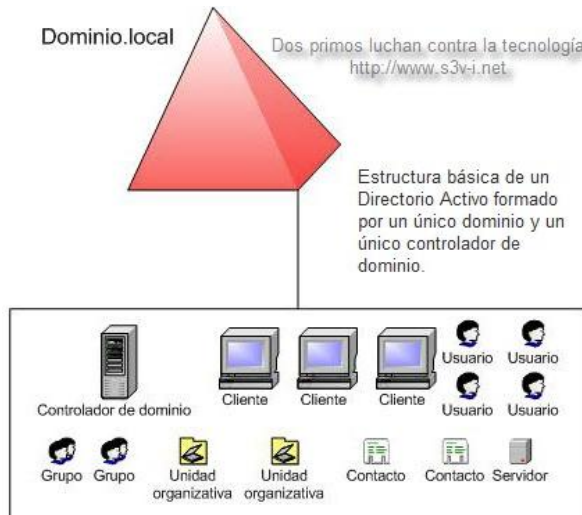 Dominio.local
Dos primos luchan contra la tecnología
http://www.s3v-i.net
Estructura básica de un
Directorio Activo formado
por un único dominio y un
único controlador de
dominio.
Controlador de dominio
Cliente
Cliente
Cliente
Usuario
Usuario
Usuario
Usuario
Grupo
Grupo
Unidad
organizativa
Unidad
organizativa
Contacto
Contacto
Servidor